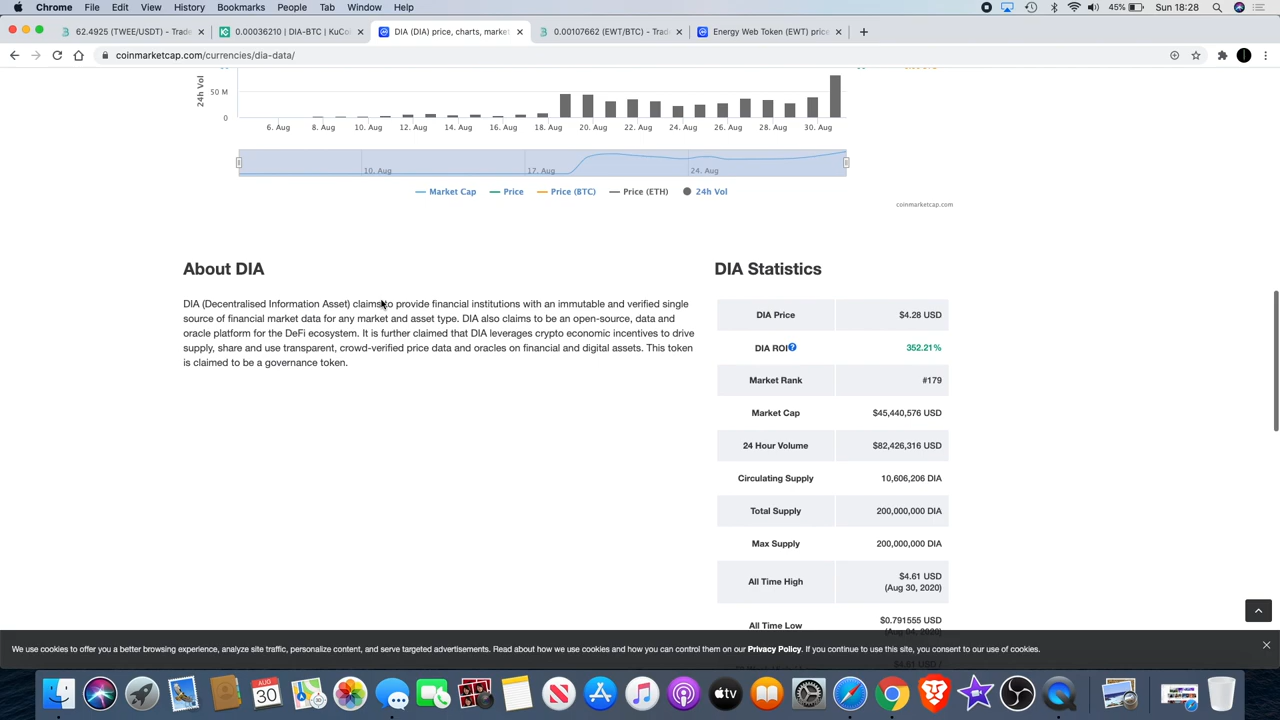 Chrome File Edit View History Bookmarks People Tab Window Help 45% Sun 18:28
62.4925 (TWEE/USDT) - Trade 0.00036210 | DIA-BTC | KuCo DIA (DIA) price, charts, market 0.00107662 (EWT/BTC) - Trad Energy Web Token (EWT) price
coinmarketcap.com/currencies/dia-data/
24h Vol
50 M
0
6. Aug 8. Aug 10. Aug 12. Aug 14. Aug 16. Aug 18. Aug 20. Aug 22. Aug 24. Aug 26. Aug 28. Aug 30. Aug
10. Aug 17. Aug 24. Aug
Market Cap Price Price (BTC) Price (ETH) 24h Vol
coinmarketcap.com
About DIA
DIA (Decentralised Information Asset) claims to provide financial institutions with an immutable and verified single
source of financial market data for any market and asset type. DIA also claims to be an open-source, data and
oracle platform for the DeFi ecosystem. It is further claimed that DIA leverages crypto economic incentives to drive
supply, share and use transparent, crowd-verified price data and oracles on financial and digital assets. This token
is claimed to be a governance token.
DIA Statistics
DIA Price $4.28 USD
DIA ROI ? 352.21%
Market Rank #179
Market Cap $45,440,576 USD
24 Hour Volume $82,426,316 USD
Circulating Supply 10,606,206 DIA
Total Supply 200,000,000 DIA
Max Supply 200,000,000 DIA
All Time High $4.61 USD
(Aug 30, 2020)
All Time Low $0.791555 USD
We use cookies to offer you a better browsing experience, analyze site traffic, personalize content, and serve targeted advertisements. Read about how we use cookies and how you can control them on our Privacy Policy. If you continue to use this site, you consent to our use of cookies.
AUG
30
tv